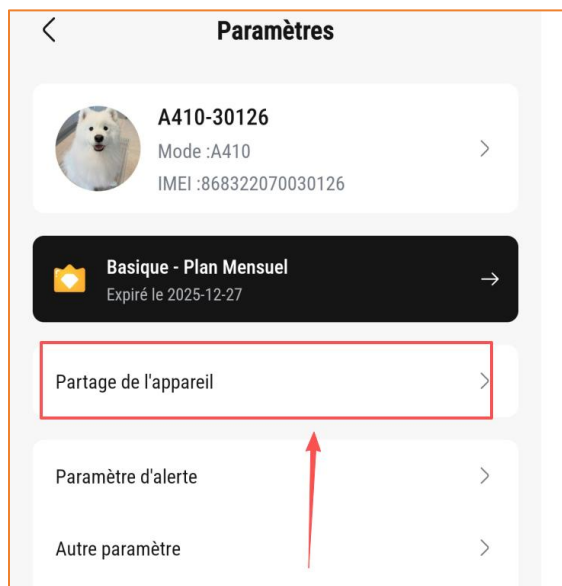 Paramètres
A410-30126
Mode :A410
IMEI :868322070030126
Basique - Plan Mensuel
Expiré le 2025-12-27
Partage de l'appareil
Paramètre d'alerte
Autre paramètre